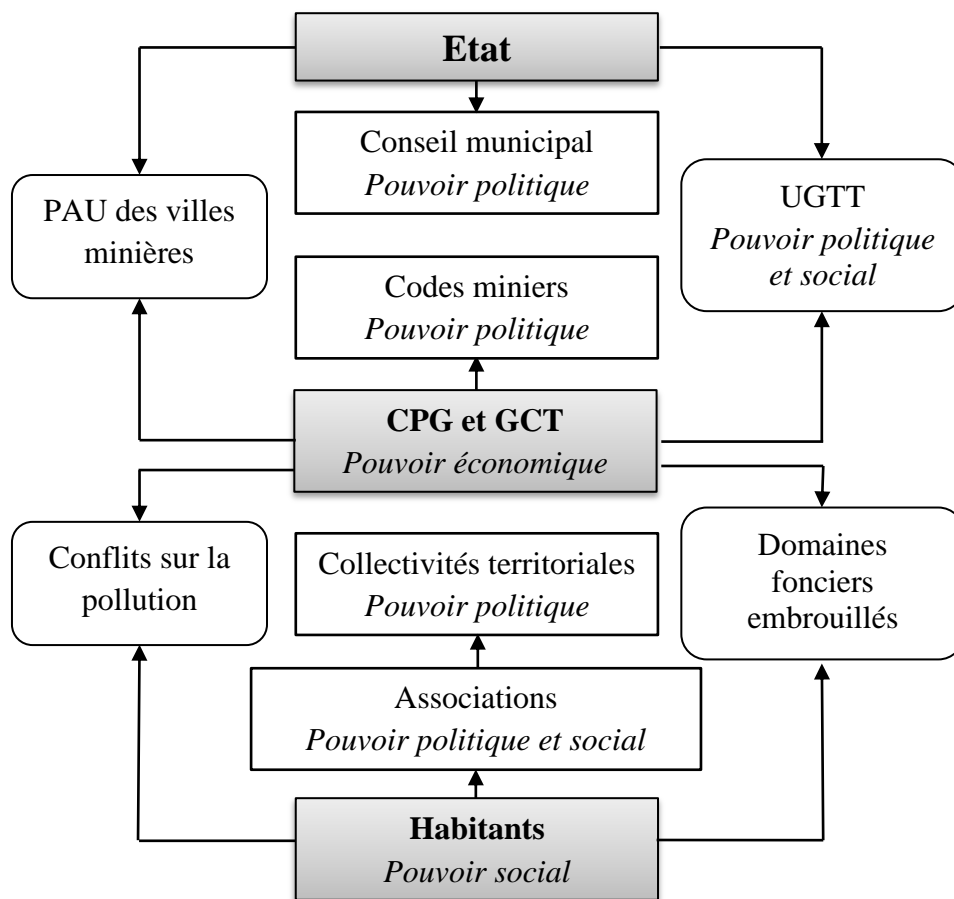 Etat
Conseil municipal
Pouvoir politique
PAU des villes
minières
UGTT
Pouvoir politique
et social
Codes miniers
Pouvoir politique
CPG et GCT
Pouvoir économique
Conflits sur la
pollution
Collectivités territoriales
Pouvoir politique
Domaines
fonciers
embrouillés
Associations
Pouvoir politique et social
Habitants
Pouvoir social